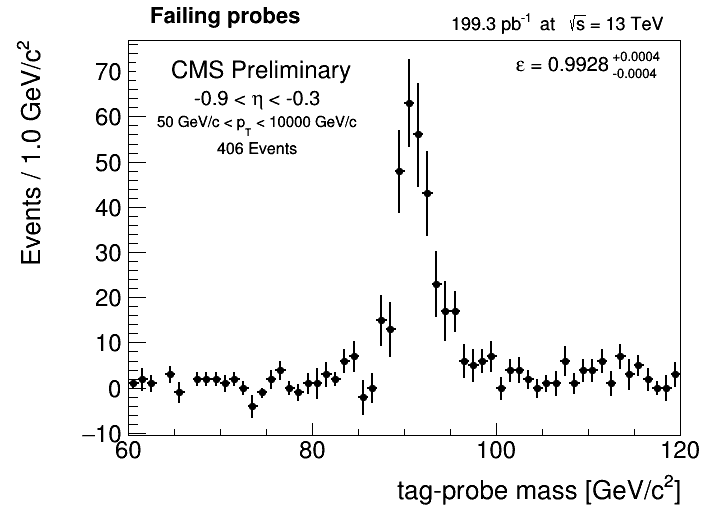 Failing probes
199.3 pb⁻¹ at √s = 13 TeV
CMS Preliminary
ε = 0.9928 +0.0004 -0.0004
-0.9 < η < -0.3
50 GeV/c < p_T < 10000 GeV/c
406 Events
Events / 1.0 GeV/c²
70
60
50
40
30
20
10
0
−10
60 80 100 120
tag-probe mass [GeV/c²]